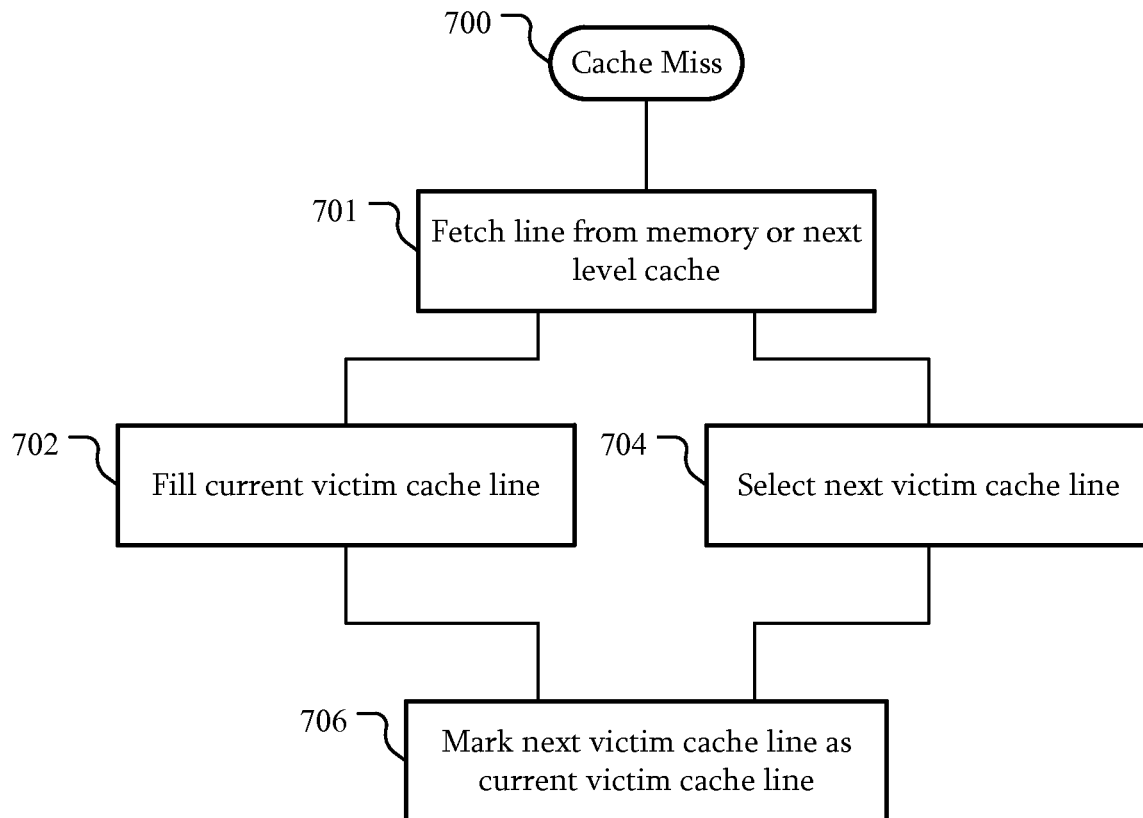 700
Cache Miss
701
Fetch line from memory or next
level cache
702
Fill current victim cache line
704
Select next victim cache line
706
Mark next victim cache line as
current victim cache line